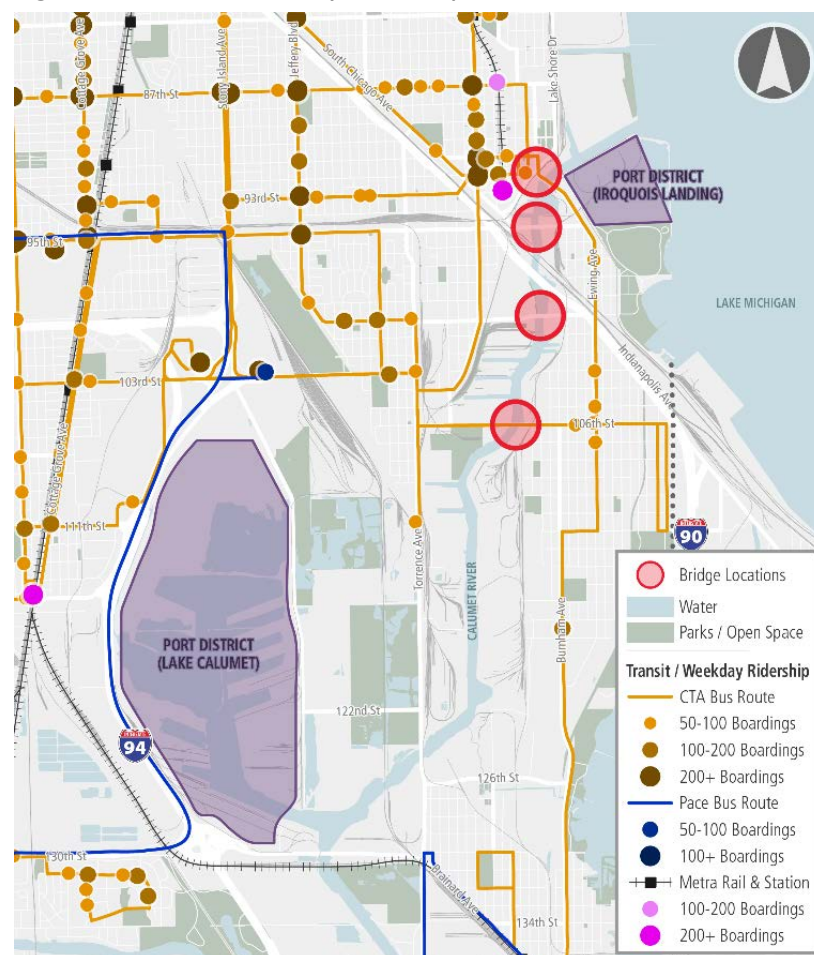 Cottage Grove Ave
Stony Island Ave
Jeffery Blvd
South Chicago Ave
Lake Shore Dr
87th St
PORT DISTRICT
(IROQUOIS LANDING)
93rd St
95th St
Ewing Ave
LAKE MICHIGAN
Indianapolis Ave
103rd St
106th St
Cottage Grove Ave
111th St
90
Torrence Ave
CALUMET RIVER
Burnham Ave
PORT DISTRICT
(LAKE CALUMET)
122nd St
94
126th St
130th St
Brainard Ave
134th St
Bridge Locations
Water
Parks / Open Space
Transit / Weekday Ridership
CTA Bus Route
50-100 Boardings
100-200 Boardings
200+ Boardings
Pace Bus Route
50-100 Boardings
100+ Boardings
Metra Rail & Station
100-200 Boardings
200+ Boardings